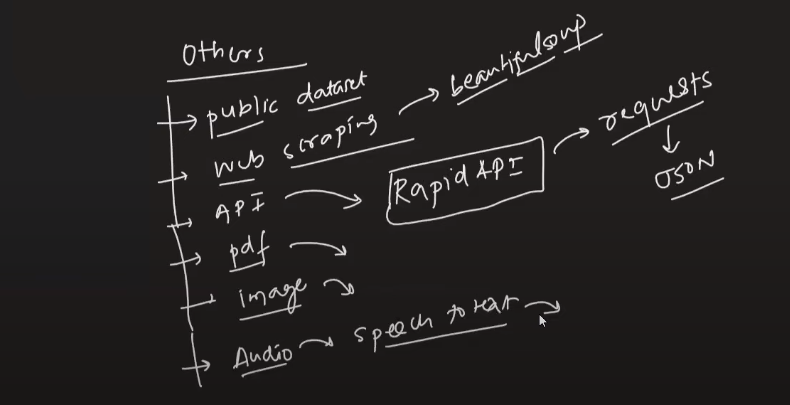 Others
public dataset
web scraping → beautifulsoup
API → Rapid API → requests
↓
JSON
pdf →
image →
Audio → speech to text →